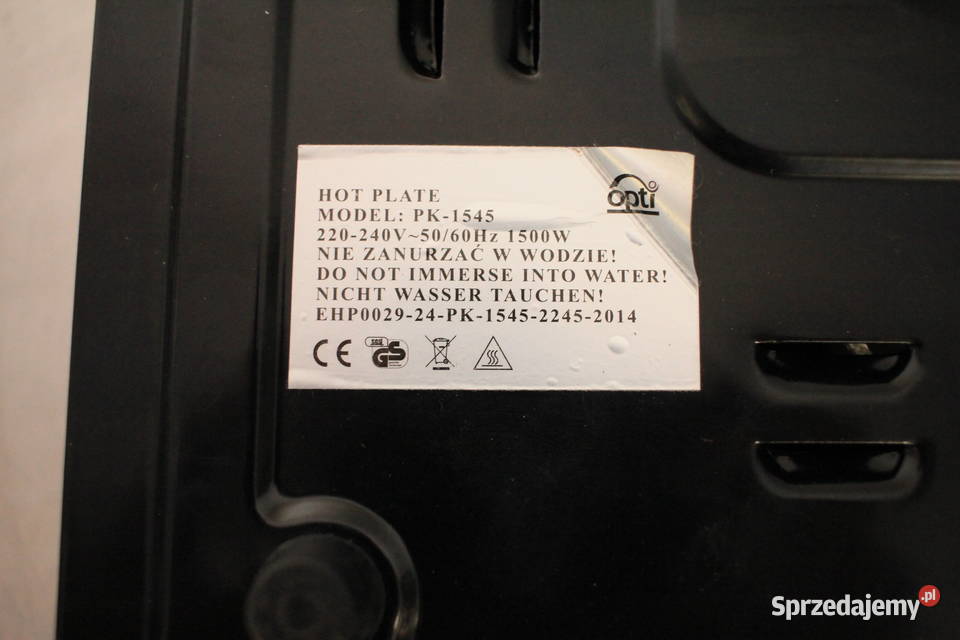 opti
HOT PLATE
MODEL: PK-1545
220-240V~50/60Hz 1500W
NIE ZANURZAĆ W WODZIE!
DO NOT IMMERSE INTO WATER!
NICHT WASSER TAUCHEN!
EHP0029-24-PK-1545-2245-2014
CE GS
Sprzedajemy.pl